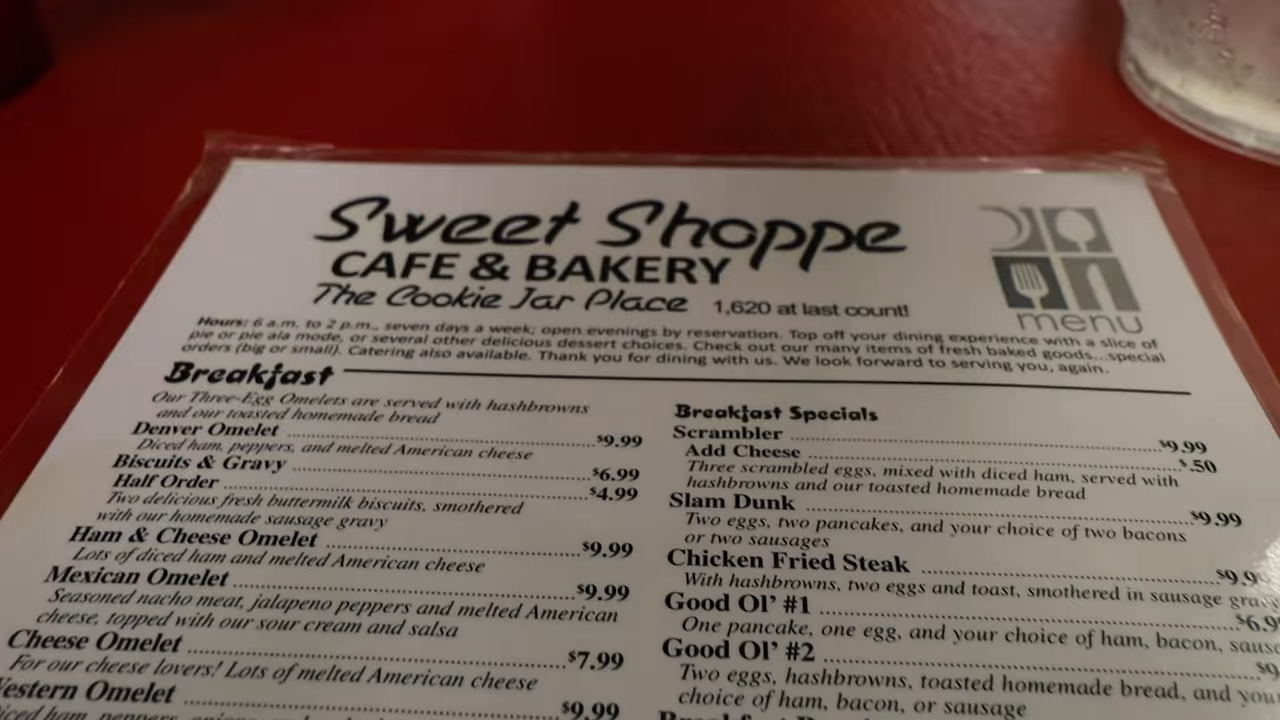 Sweet Shoppe
CAFE & BAKERY
The Cookie Jar Place 1,620 at last count!
menu
Hours: 6 a.m. to 2 p.m., seven days a week; open evenings by reservation. Top off your dining experience with a slice of
pie or pie ala mode, or several other delicious dessert choices. Check out our many items of fresh baked goods...special
orders (big or small). Catering also available. Thank you for dining with us. We look forward to serving you, again.
Breakfast
Our Three-Egg Omelets are served with hashbrowns
and our toasted homemade bread
Denver Omelet $9.99
Diced ham, peppers, and melted American cheese
Biscuits & Gravy $6.99
Half Order $4.99
Two delicious fresh buttermilk biscuits, smothered
with our homemade sausage gravy
Ham & Cheese Omelet $9.99
Lots of diced ham and melted American cheese
Mexican Omelet $9.99
Seasoned nacho meat, jalapeno peppers and melted American
cheese, topped with our sour cream and salsa
Cheese Omelet $7.99
For our cheese lovers! Lots of melted American cheese
Western Omelet $9.99
Diced ham, peppers,
Breakfast Specials
Scrambler $9.99
Add Cheese $.50
Three scrambled eggs, mixed with diced ham, served with
hashbrowns and our toasted homemade bread
Slam Dunk $9.99
Two eggs, two pancakes, and your choice of two bacons
or two sausages
Chicken Fried Steak $9.9
With hashbrowns, two eggs and toast, smothered in sausage gravy
Good Ol' #1 $6.9
One pancake, one egg, and your choice of ham, bacon, saus
Good Ol' #2 $9
Two eggs, hashbrowns, toasted homemade bread, and you
choice of ham, bacon, or sausage